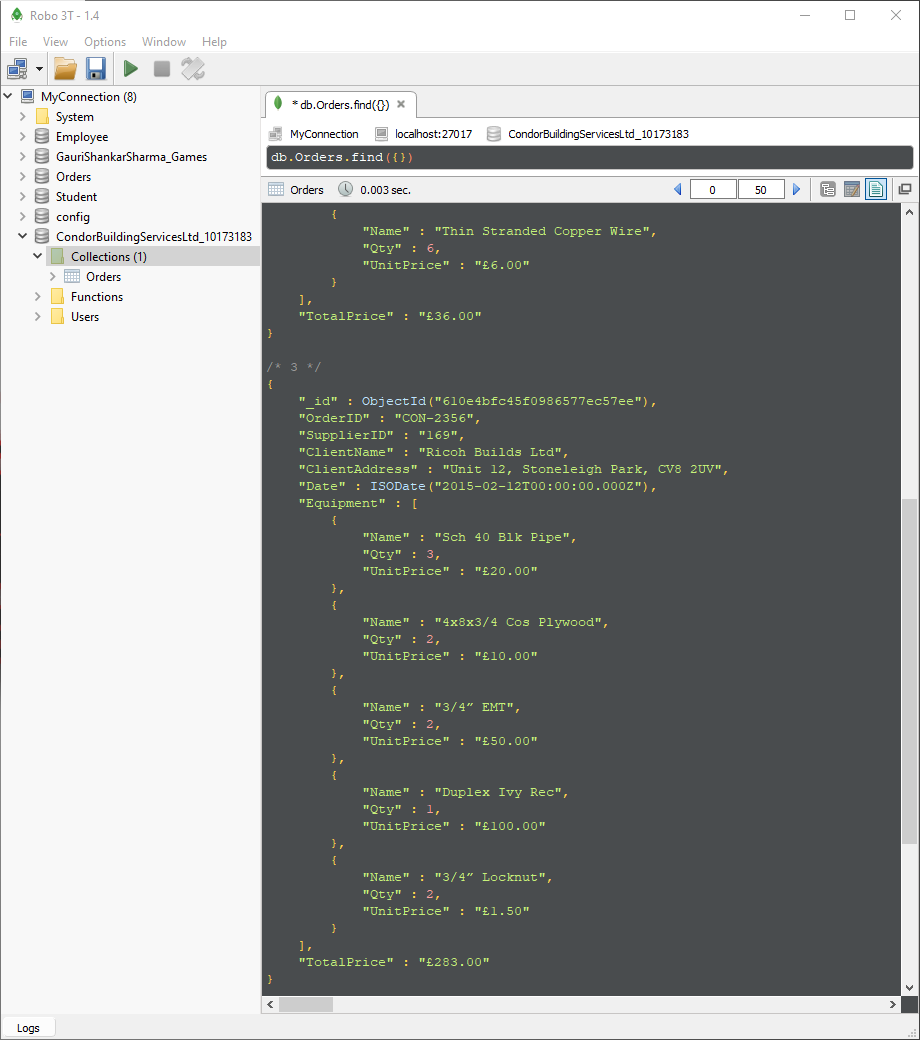 Robo 3T - 1.4
File View Options Window Help
MyConnection (8)
System
Employee
GauriShankarSharma_Games
Orders
Student
config
CondorBuildingServicesLtd_10173183
Collections (1)
Orders
Functions
Users
* db.Orders.find({})
MyConnection localhost:27017 CondorBuildingServicesLtd_10173183
db.Orders.find({})
Orders 0.003 sec. 0 50
{
"Name" : "Thin Stranded Copper Wire",
"Qty" : 6,
"UnitPrice" : "£6.00"
}
],
"TotalPrice" : "£36.00"
}
/* 3 */
{
"_id" : ObjectId("610e4bfc45f0986577ec57ee"),
"OrderID" : "CON-2356",
"SupplierID" : "169",
"ClientName" : "Ricoh Builds Ltd",
"ClientAddress" : "Unit 12, Stoneleigh Park, CV8 2UV",
"Date" : ISODate("2015-02-12T00:00:00.000Z"),
"Equipment" : [
{
"Name" : "Sch 40 Blk Pipe",
"Qty" : 3,
"UnitPrice" : "£20.00"
},
{
"Name" : "4x8x3/4 Cos Plywood",
"Qty" : 2,
"UnitPrice" : "£10.00"
},
{
"Name" : "3/4” EMT",
"Qty" : 2,
"UnitPrice" : "£50.00"
},
{
"Name" : "Duplex Ivy Rec",
"Qty" : 1,
"UnitPrice" : "£100.00"
},
{
"Name" : "3/4” Locknut",
"Qty" : 2,
"UnitPrice" : "£1.50"
}
],
"TotalPrice" : "£283.00"
}
Logs